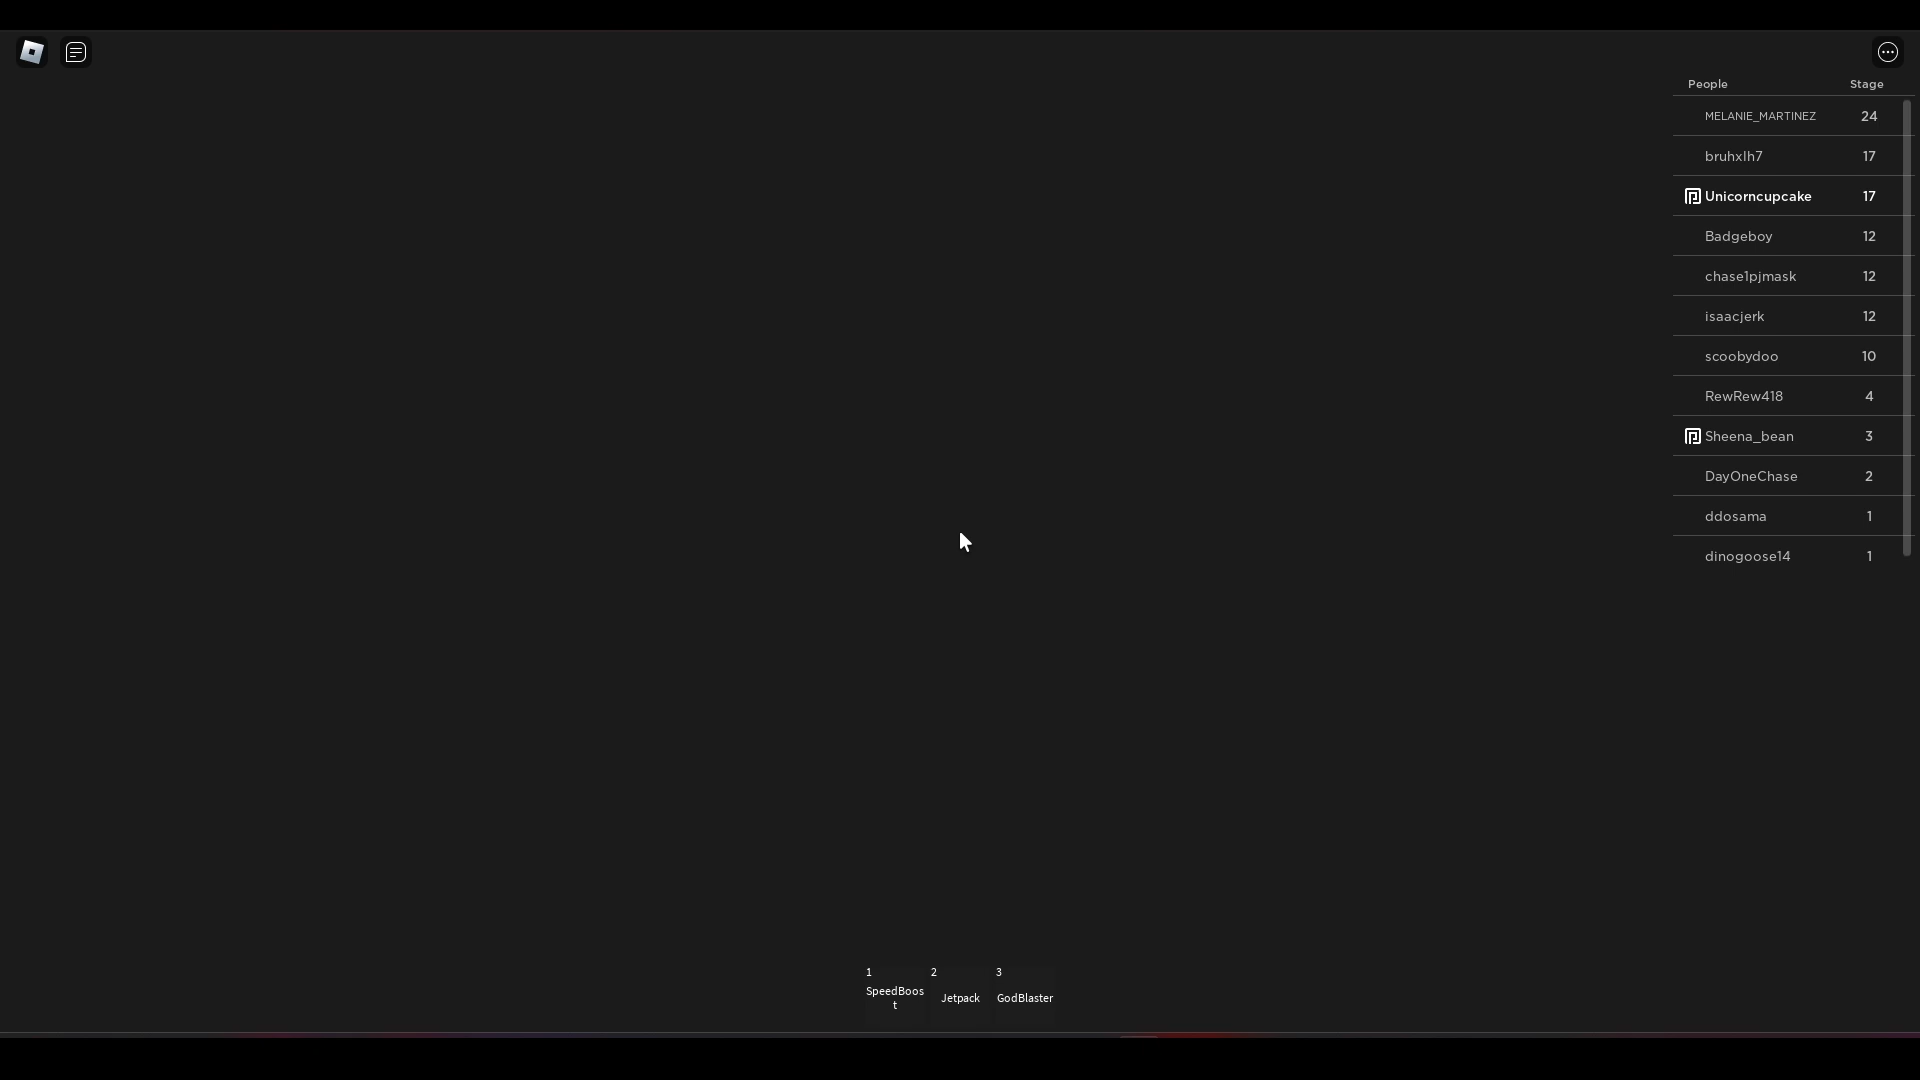 People Stage
MELANIE_MARTINEZ 24
bruhxlh7 17
Unicorncupcake 17
Badgeboy 12
chase1pjmask 12
isaacjerk 12
scoobydoo 10
RewRew418 4
Sheena_bean 3
DayOneChase 2
ddosama 1
dinogoose14 1
1 2 3
SpeedBoos
t
Jetpack
GodBlaster